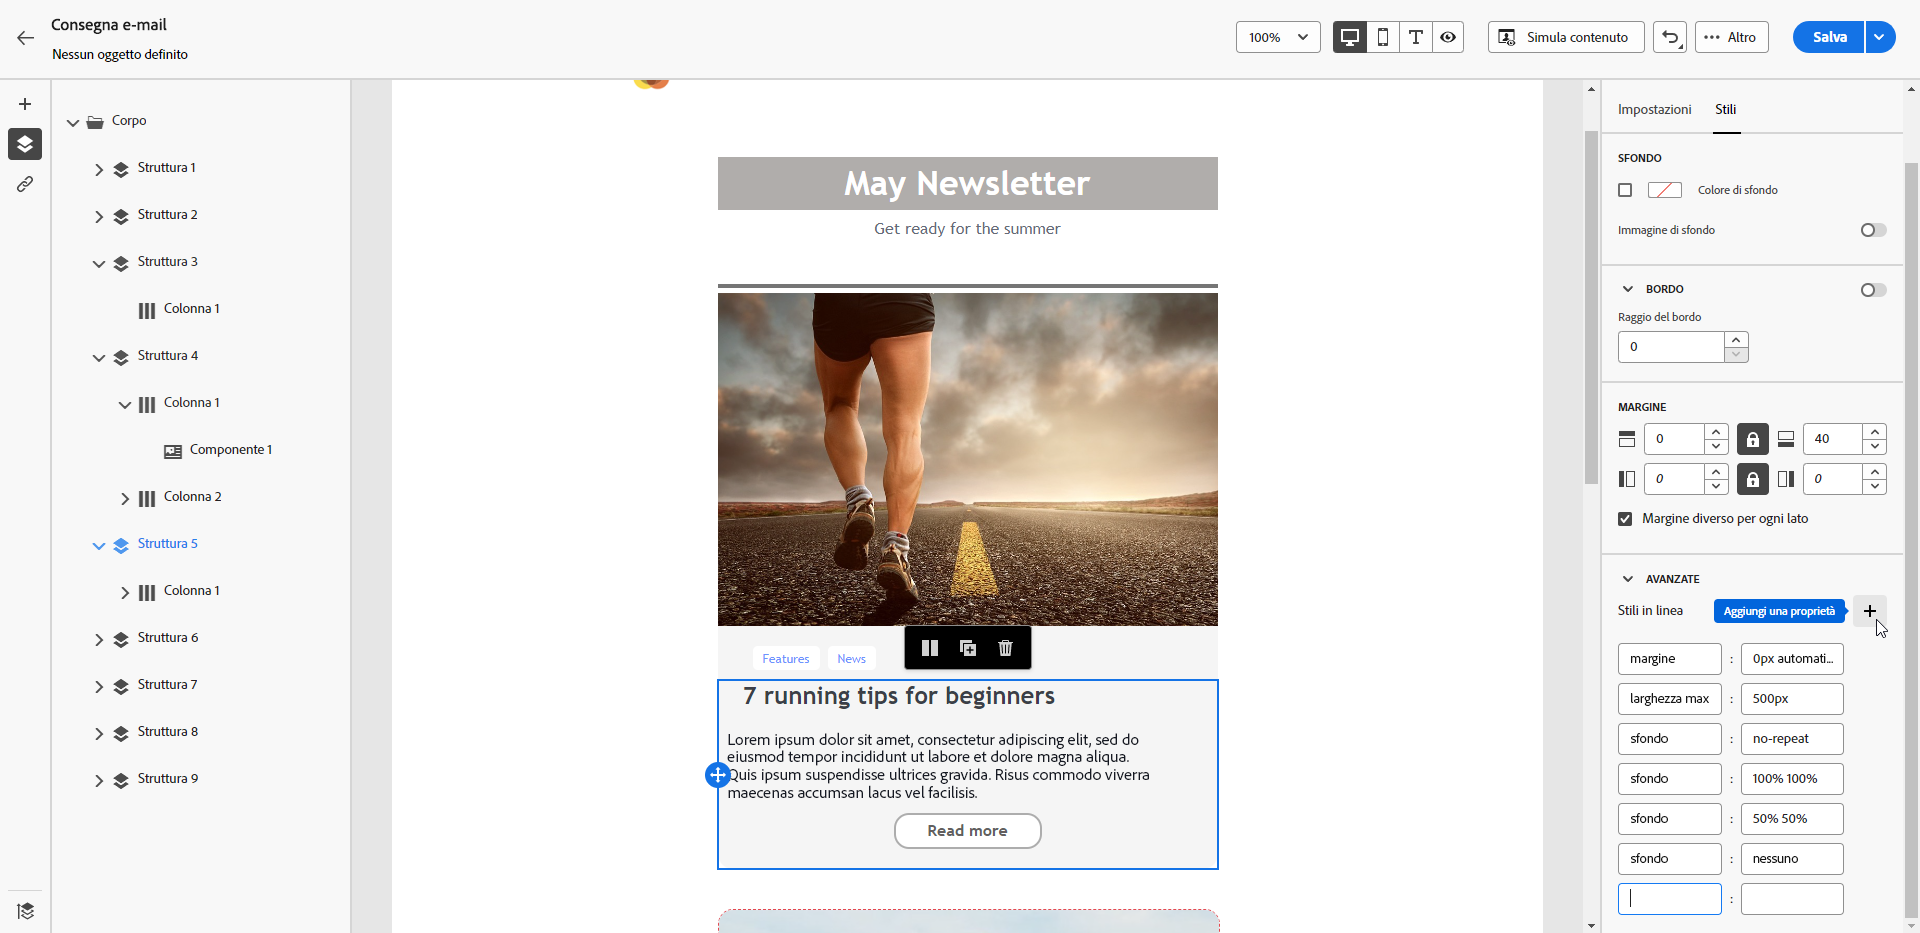 Consegna e-mail
Nessun oggetto definito
100%
Simula contenuto
Altro
Salva
Corpo
Struttura 1
Struttura 2
Struttura 3
Colonna 1
Struttura 4
Colonna 1
Componente 1
Colonna 2
Struttura 5
Colonna 1
Struttura 6
Struttura 7
Struttura 8
Struttura 9
May Newsletter
Get ready for the summer
Features News
7 running tips for beginners
Lorem ipsum dolor sit amet, consectetur adipiscing elit, sed do
eiusmod tempor incididunt ut labore et dolore magna aliqua.
Quis ipsum suspendisse ultrices gravida. Risus commodo viverra
maecenas accumsan lacus vel facilisis.
Read more
Impostazioni Stili
SFONDO
Colore di sfondo
Immagine di sfondo
BORDO
Raggio del bordo
0
MARGINE
0 40
0 0
Margine diverso per ogni lato
AVANZATE
Stili in linea Aggiungi una proprietà
margine : 0px automati...
larghezza max : 500px
sfondo : no-repeat
sfondo : 100% 100%
sfondo : 50% 50%
sfondo : nessuno
: